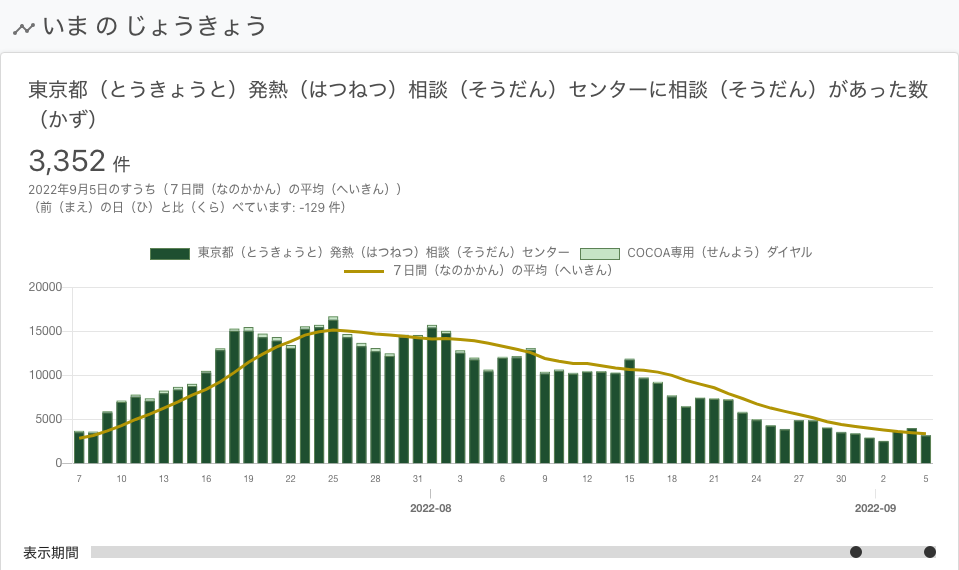 いま の じょうきょう
東京都（とうきょうと）発熱（はつねつ）相談（そうだん）センターに相談（そうだん）があった数
（かず）
3,352 件
2022年9月5日のすうち（７日間（なのかかん）の平均（へいきん））
（前（まえ）の日（ひ）と比（くら）べています: -129 件）
東京都（とうきょうと）発熱（はつねつ）相談（そうだん）センター COCOA専用（せんよう）ダイヤル
７日間（なのかかん）の平均（へいきん）
20000
15000
10000
5000
0
7 10 13 16 19 22 25 28 31 3 6 9 12 15 18 21 24 27 30 2 5
2022-08 2022-09
表示期間